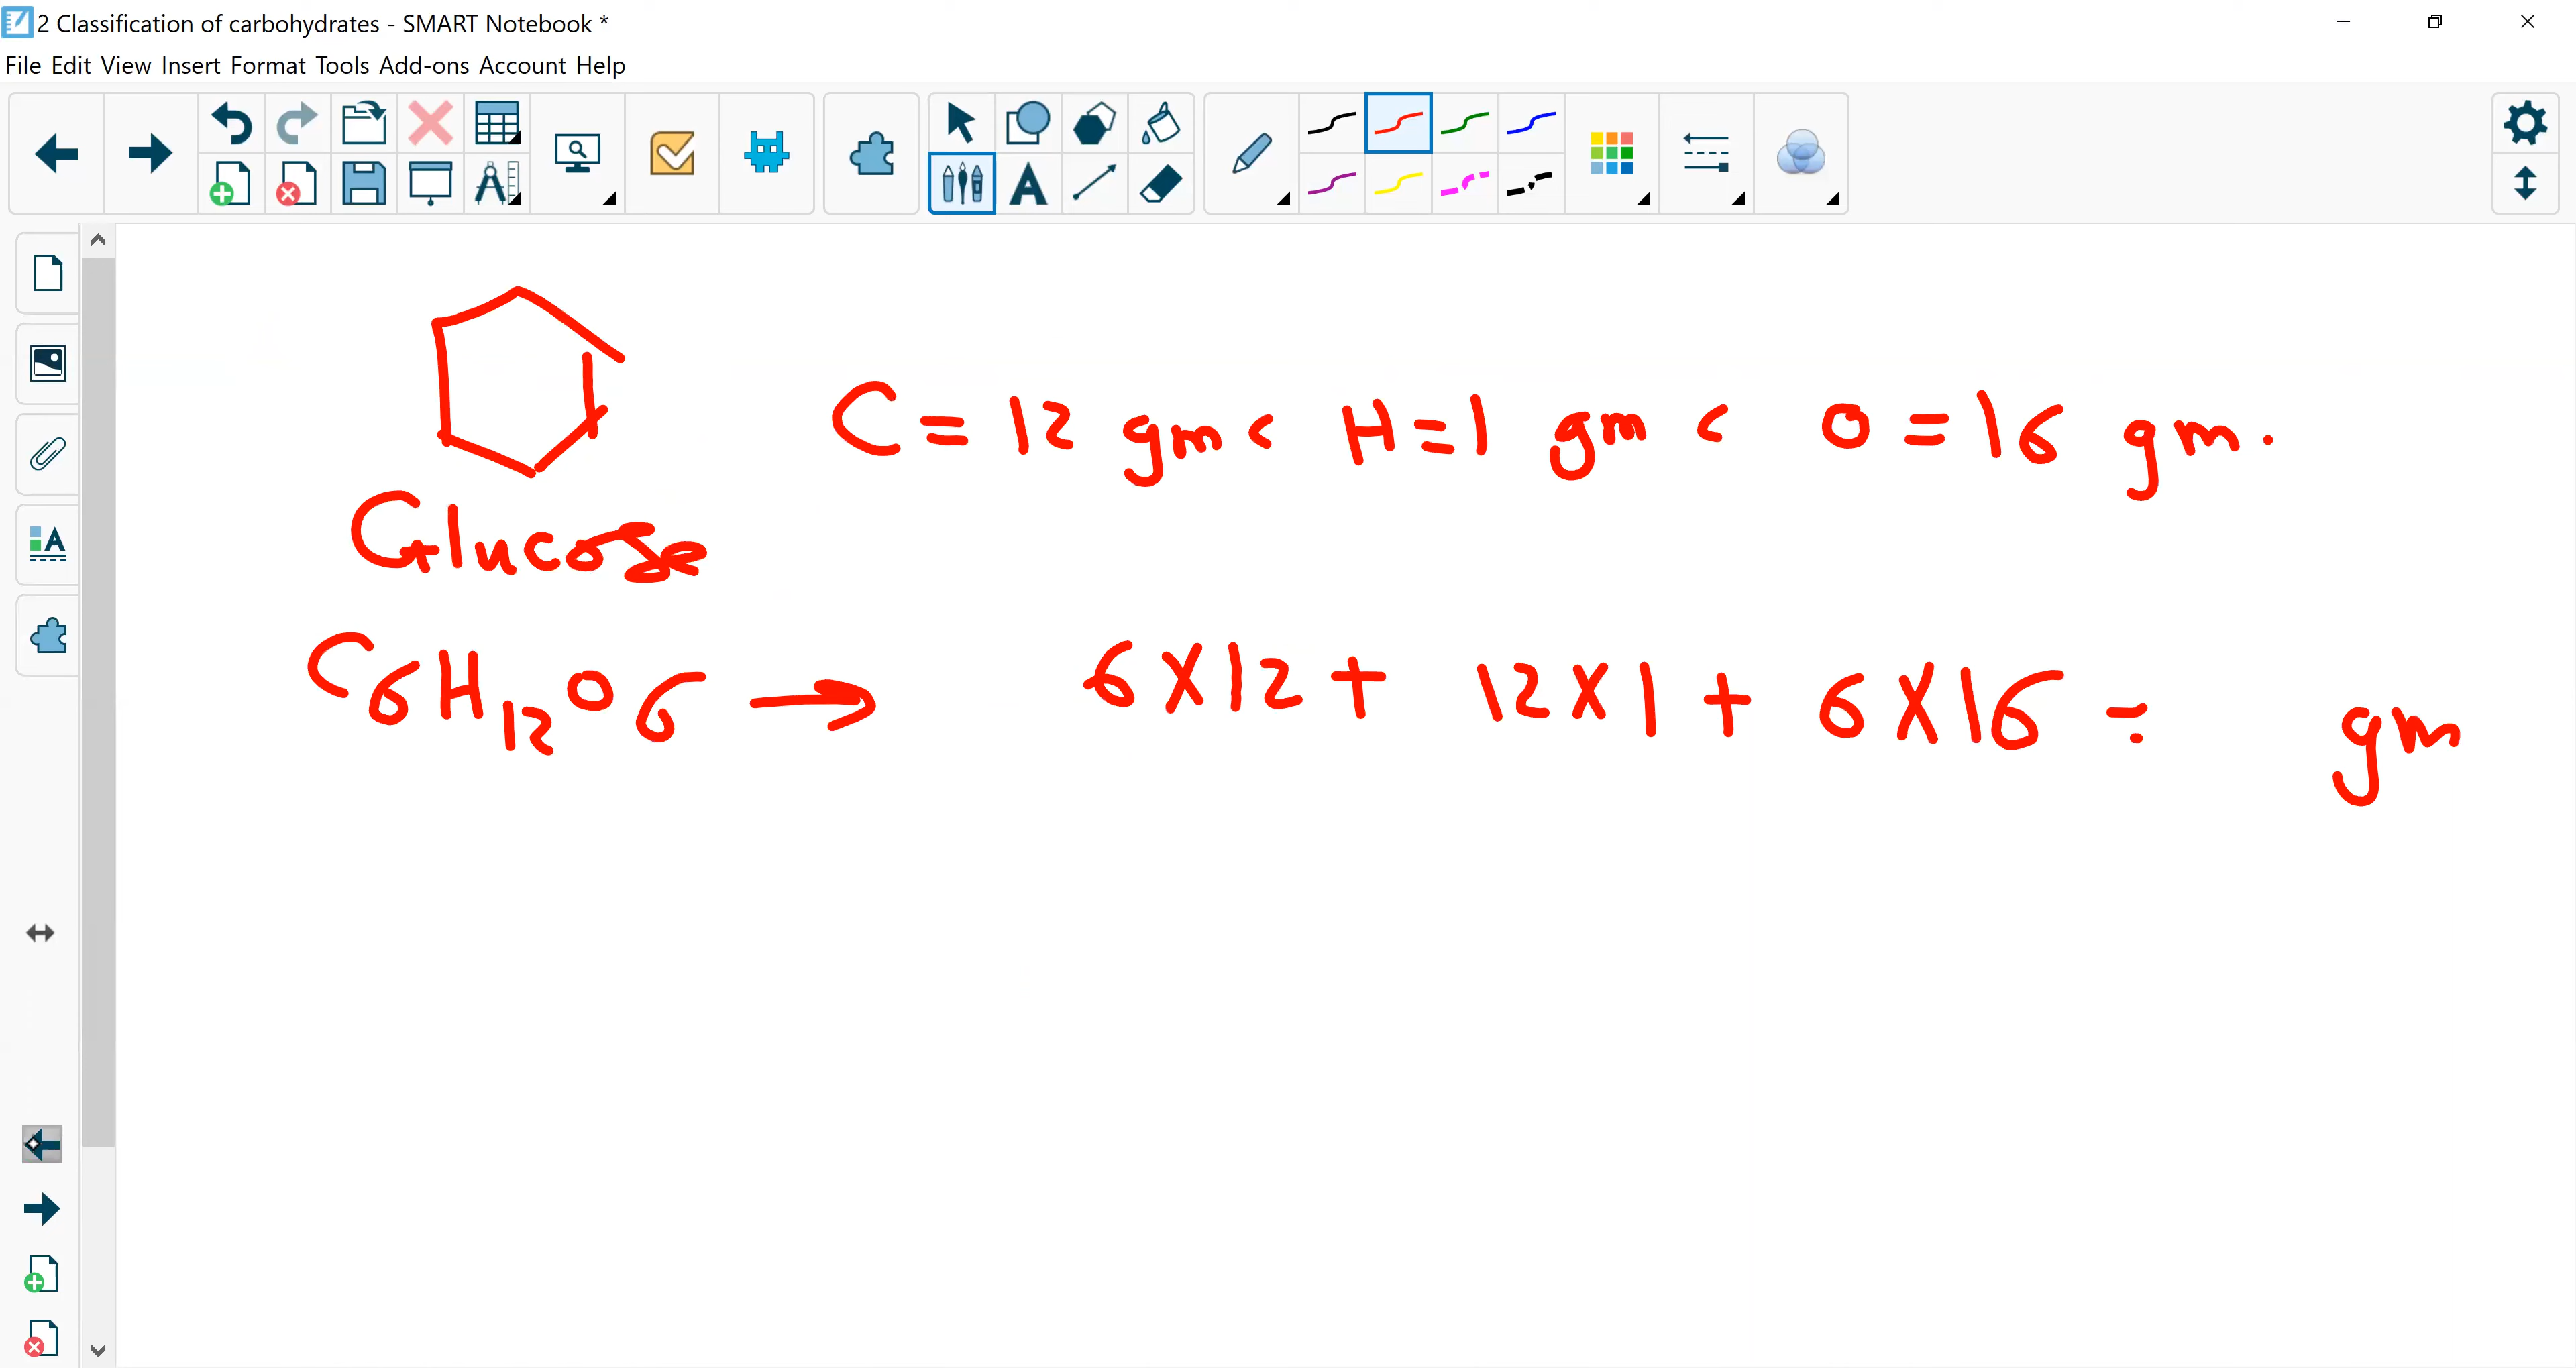 2 Classification of carbohydrates - SMART Notebook *
File Edit View Insert Format Tools Add-ons Account Help
C = 12 gm < H = 1 gm < O = 16 gm.
Glucose
C6H12O6 → 6 X 12 + 12 X 1 + 6 X 16 = gm